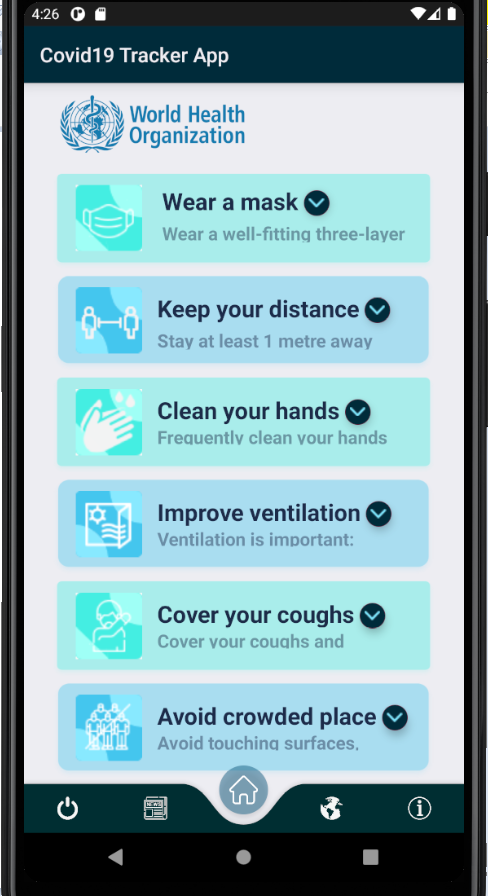 4:26
Covid19 Tracker App
World Health
Organization
Wear a mask
Wear a well-fitting three-layer
Keep your distance
Stay at least 1 metre away
Clean your hands
Frequently clean your hands
Improve ventilation
Ventilation is important:
Cover your coughs
Cover your coughs and
Avoid crowded place
Avoid touching surfaces,
NEWS